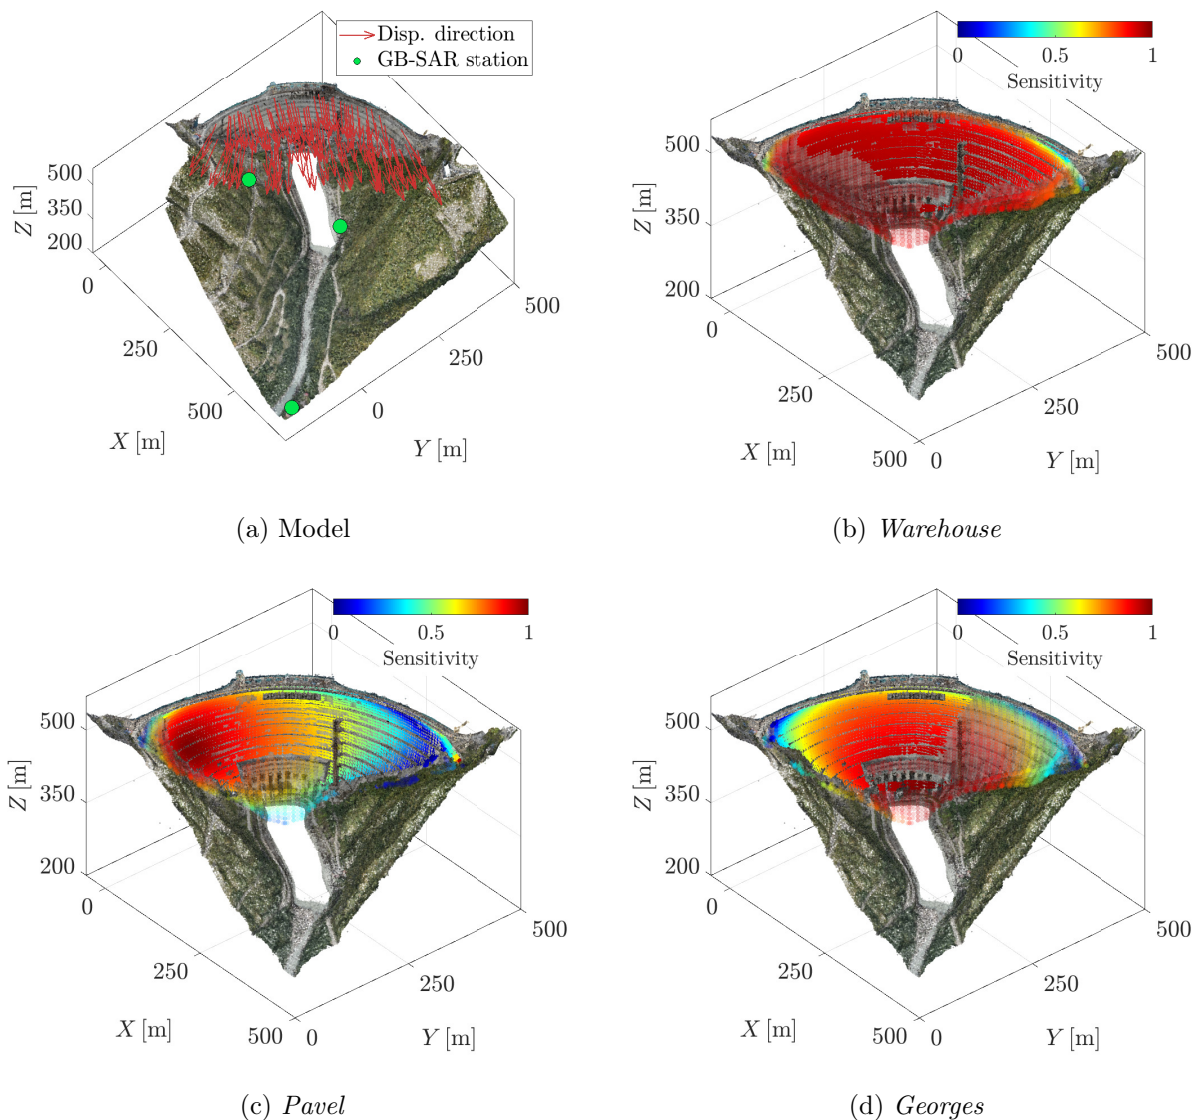 Disp. direction
GB-SAR station
500
350
200
Z [m]
0
250
500
X [m]
0
250
500
Y [m]
(a) Model
0 0.5 1
Sensitivity
500
350
200
Z [m]
0
250
500
X [m]
0
250
500
Y [m]
(b) Warehouse
0 0.5 1
Sensitivity
500
350
200
Z [m]
0
250
500
X [m]
0
250
500
Y [m]
(c) Pavel
0 0.5 1
Sensitivity
500
350
200
Z [m]
0
250
500
X [m]
0
250
500
Y [m]
(d) Georges